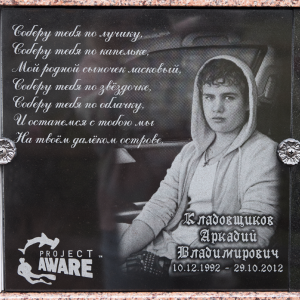 Соберу тебя по лучику,
Соберу тебя по капельке,
Мой родной сыночек ласковый,
Соберу тебя по звёздочке,
Соберу тебя по облачку.
И останемся с тобою мы
На твоём далёком острове.
Кладовщиков
Аркадий
Владимирович
10.12.1992 - 29.10.2012
PROJECT
AWARE